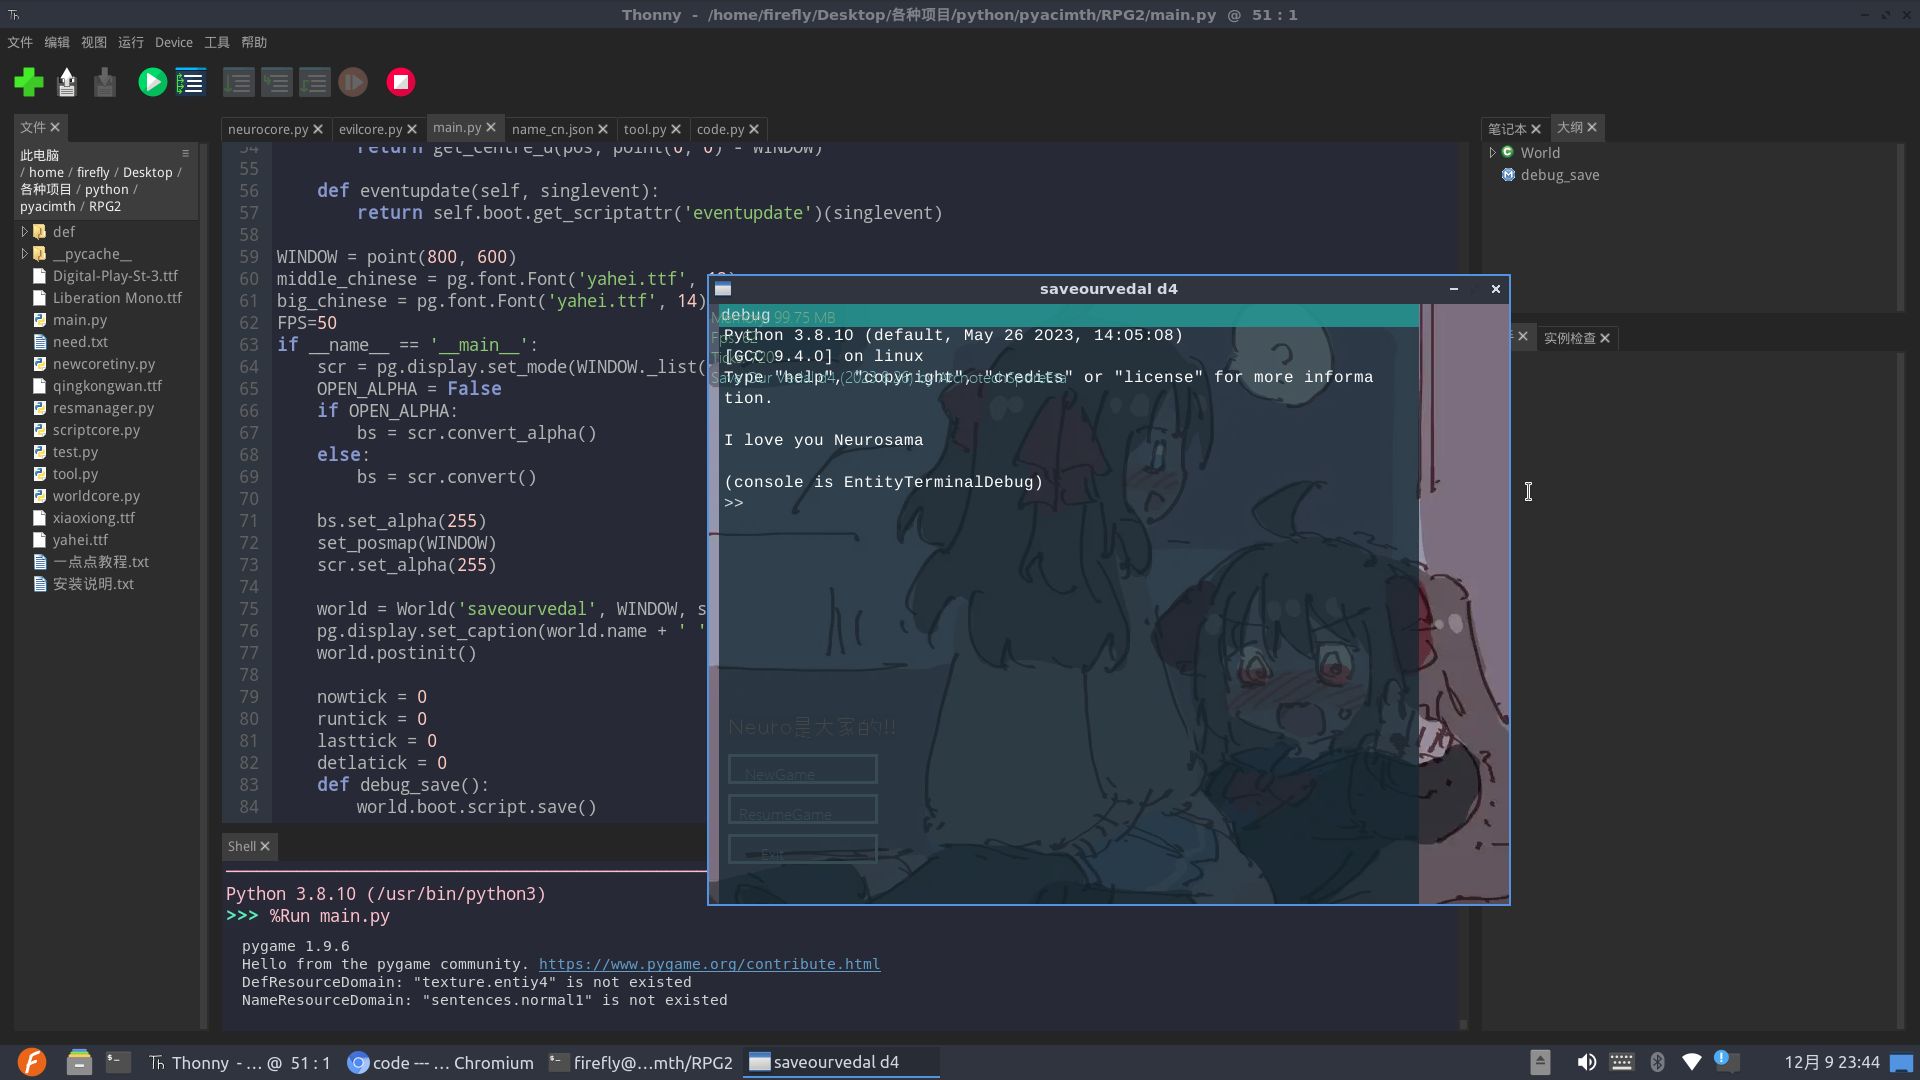 Thonny - /home/firefly/Desktop/各种项目/python/pyacimth/RPG2/main.py @ 51 : 1
文件 编辑 视图 运行 Device 工具 帮助
文件
此电脑
/ home / firefly / Desktop /
各种项目 / python /
pyacimth / RPG2
def
__pycache__
Digital-Play-St-3.ttf
Liberation Mono.ttf
main.py
need.txt
newcoretiny.py
qingkongwan.ttf
resmanager.py
scriptcore.py
test.py
tool.py
worldcore.py
xiaoxiong.ttf
yahei.ttf
一点点教程.txt
安装说明.txt
neurocore.py evilcore.py main.py name_cn.json tool.py code.py
54 return get_centre_d(pos, point(0, 0) - WINDOW)
55
56 def eventupdate(self, singlevent):
57 return self.boot.get_scriptattr('eventupdate')(singlevent)
58
59 WINDOW = point(800, 600)
60 middle_chinese = pg.font.Font('yahei.ttf',
61 big_chinese = pg.font.Font('yahei.ttf', 14)
62 FPS=50
63 if __name__ == '__main__':
64 scr = pg.display.set_mode(WINDOW._list(
65 OPEN_ALPHA = False
66 if OPEN_ALPHA:
67 bs = scr.convert_alpha()
68 else:
69 bs = scr.convert()
70
71 bs.set_alpha(255)
72 set_posmap(WINDOW)
73 scr.set_alpha(255)
74
75 world = World('saveourvedal', WINDOW, s
76 pg.display.set_caption(world.name + ' '
77 world.postinit()
78
79 nowtick = 0
80 runtick = 0
81 lasttick = 0
82 detlatick = 0
83 def debug_save():
84 world.boot.script.save()
Shell
Python 3.8.10 (/usr/bin/python3)
>>> %Run main.py
pygame 1.9.6
Hello from the pygame community. https://www.pygame.org/contribute.html
DefResourceDomain: "texture.entiy4" is not existed
NameResourceDomain: "sentences.normal1" is not existed
saveourvedal d4
debug
99.75 MB
Python 3.8.10 (default, May 26 2023, 14:05:08)
[GCC 9.4.0] on linux
Type "help", "copyright", "credits" or "license" for more informa
tion.
I love you Neurosama
(console is EntityTerminalDebug)
>>
Neuro是大家的!!
NewGame
ResumeGame
Exit
笔记本 大纲
World
debug_save
实例检查
Thonny - ... @ 51 : 1
code --- ... Chromium
firefly@...mth/RPG2
saveourvedal d4
12月 9 23:44